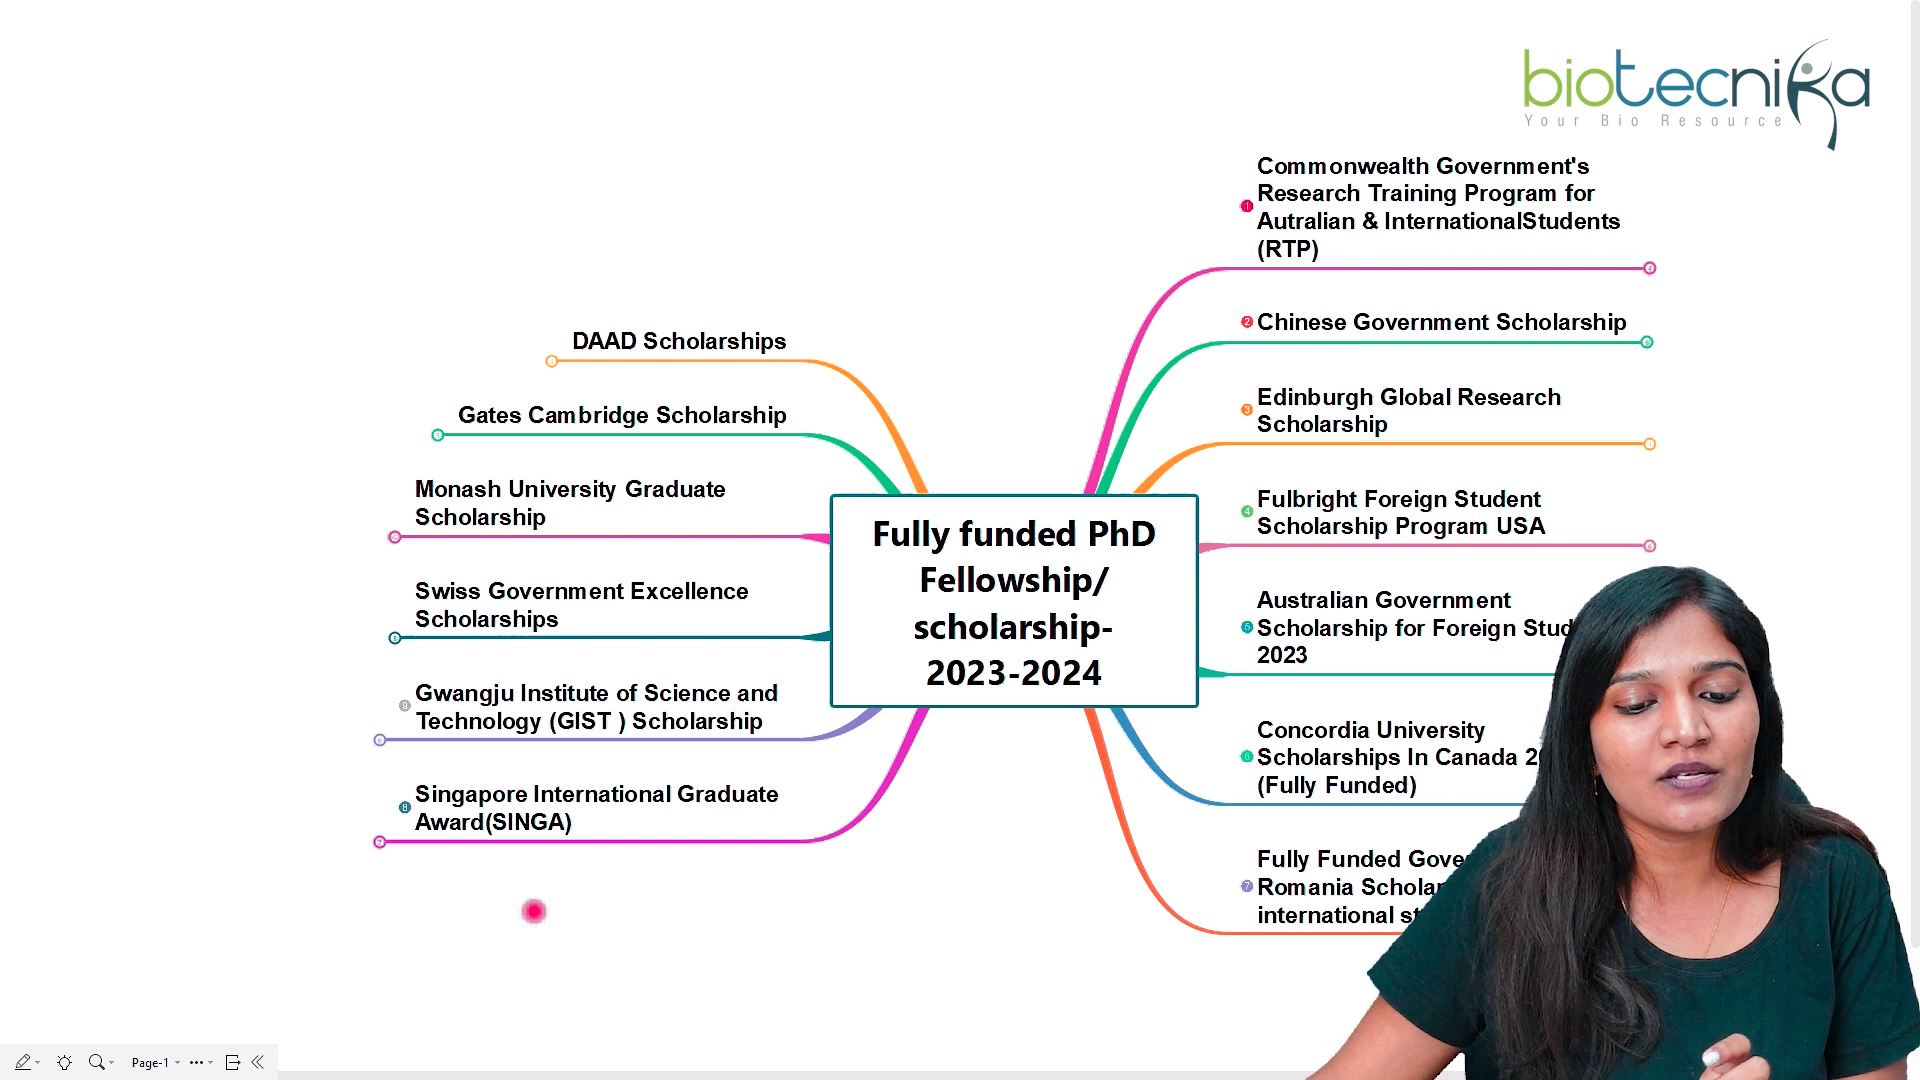 biotecnika
Your Bio Resource
Commonwealth Government's
Research Training Program for
Autralian & InternationalStudents
(RTP)
Chinese Government Scholarship
Edinburgh Global Research
Scholarship
Fulbright Foreign Student
Scholarship Program USA
Australian Government
Scholarship for Foreign
2023
Concordia University
Scholarships In Canada
(Fully Funded)
Fully Funded
Romania
international
DAAD Scholarships
Gates Cambridge Scholarship
Monash University Graduate
Scholarship
Swiss Government Excellence
Scholarships
Gwangju Institute of Science and
Technology (GIST ) Scholarship
Singapore International Graduate
Award(SINGA)
Fully funded PhD
Fellowship/
scholarship-
2023-2024
Page-1